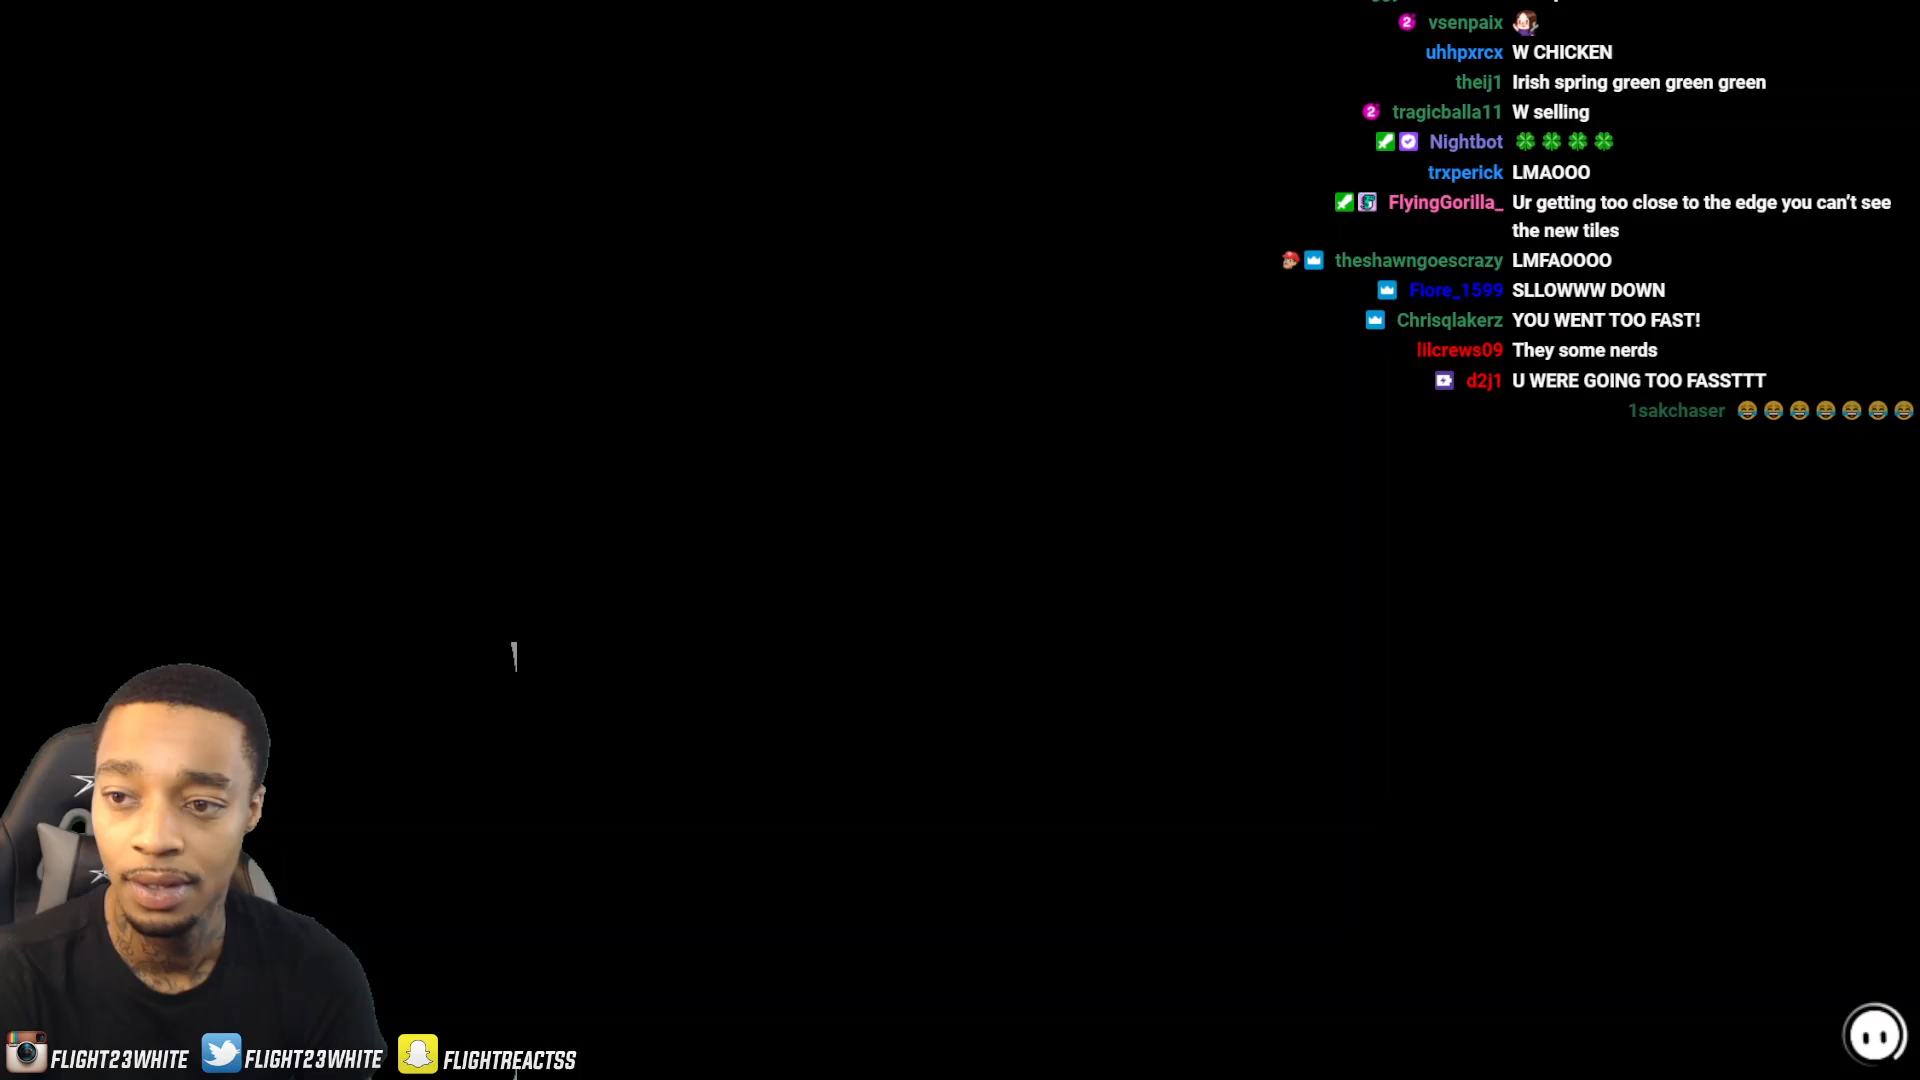 vsenpaix
uhhpxrcx W CHICKEN
theij1 Irish spring green green green
2 tragicballa11 W selling
Nightbot 🍀 🍀 🍀 🍀
trxperick LMAOOO
FlyingGorilla_ Ur getting too close to the edge you can't see
the new tiles
theshawngoescrazy LMFAOOOO
Flore_1599 SLLOWWW DOWN
Chrisqlakerz YOU WENT TOO FAST!
lilcrews09 They some nerds
d2j1 U WERE GOING TOO FASSTTT
1sakchaser 😂 😂 😂 😂 😂 😂 😂
FLIGHT23WHITE FLIGHT23WHITE FLIGHTREACTSS